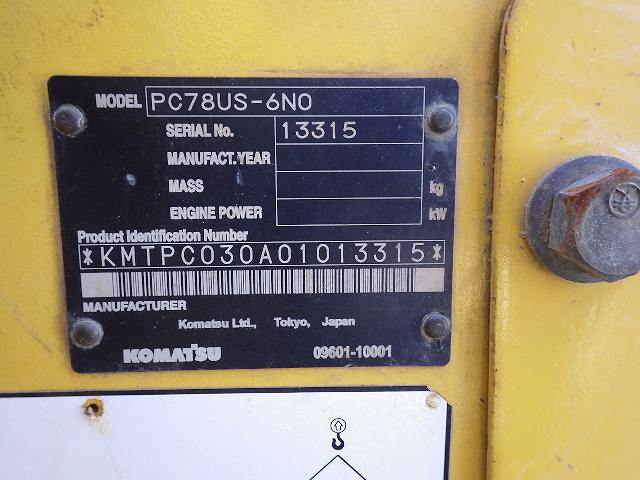 MODEL PC78US-6N0
SERIAL No. 13315
MANUFACT.YEAR
MASS kg
ENGINE POWER kW
Product Identification Number
*KMTPC030A01013315*
MANUFACTURER
Komatsu Ltd., Tokyo, Japan
KOMATSU 09601-10001